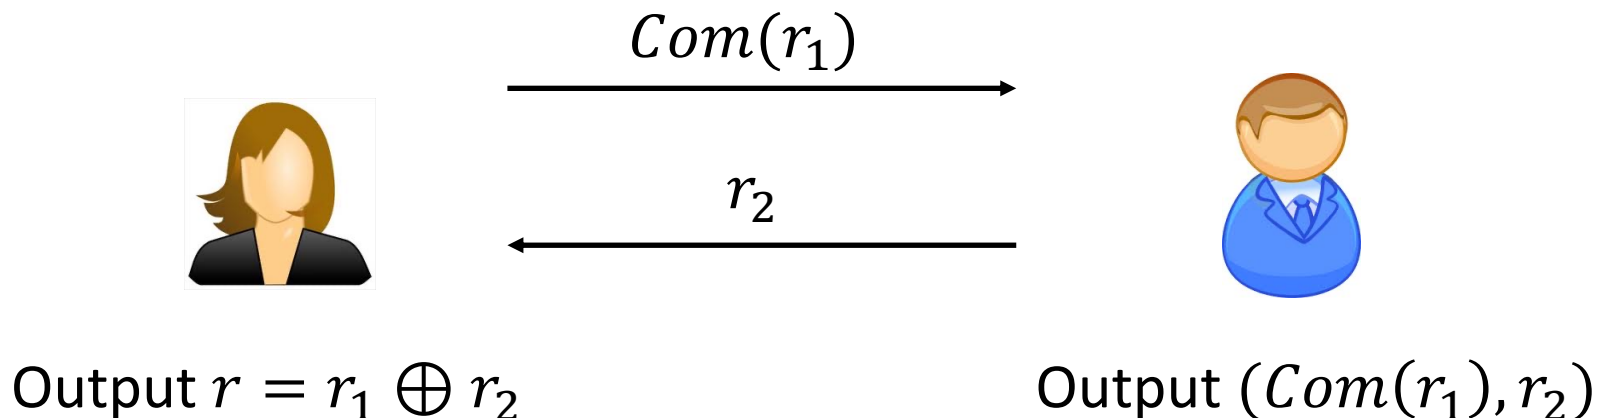 Com(r₁)
r₂
Output r = r₁ ⊕ r₂
Output (Com(r₁), r₂)